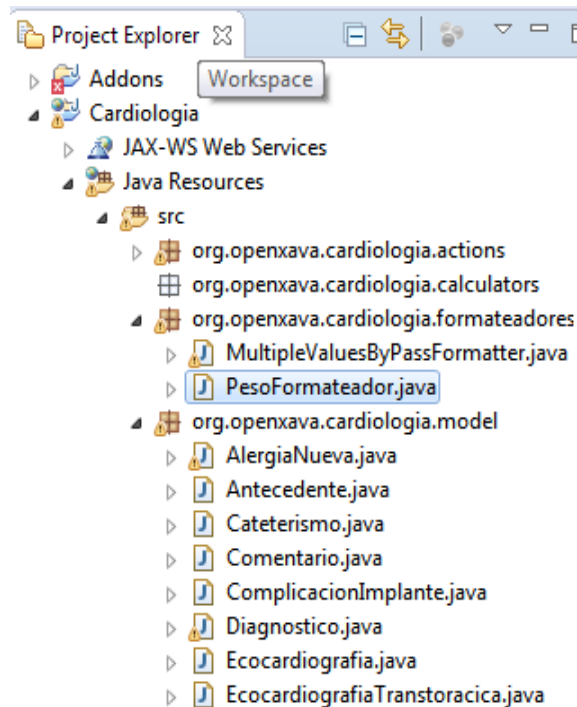 Project Explorer
Addons
Workspace
Cardiologia
JAX-WS Web Services
Java Resources
src
org.openxava.cardiologia.actions
org.openxava.cardiologia.calculators
org.openxava.cardiologia.formateadores
MultipleValuesByPassFormatter.java
PesoFormateador.java
org.openxava.cardiologia.model
AlergiaNueva.java
Antecedente.java
Cateterismo.java
Comentario.java
ComplicacionImplante.java
Diagnostico.java
Ecocardiografia.java
EcocardiografiaTranstoracica.java